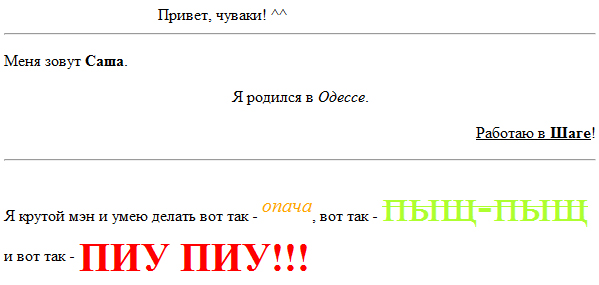 Привет, чуваки! ^^
Меня зовут Саша.
Я родился в Одессе.
Работаю в Шаге!
Я крутой мэн и умею делать вот так - опача, вот так - пыщ-пыщ
и вот так - ПИУ ПИУ!!!